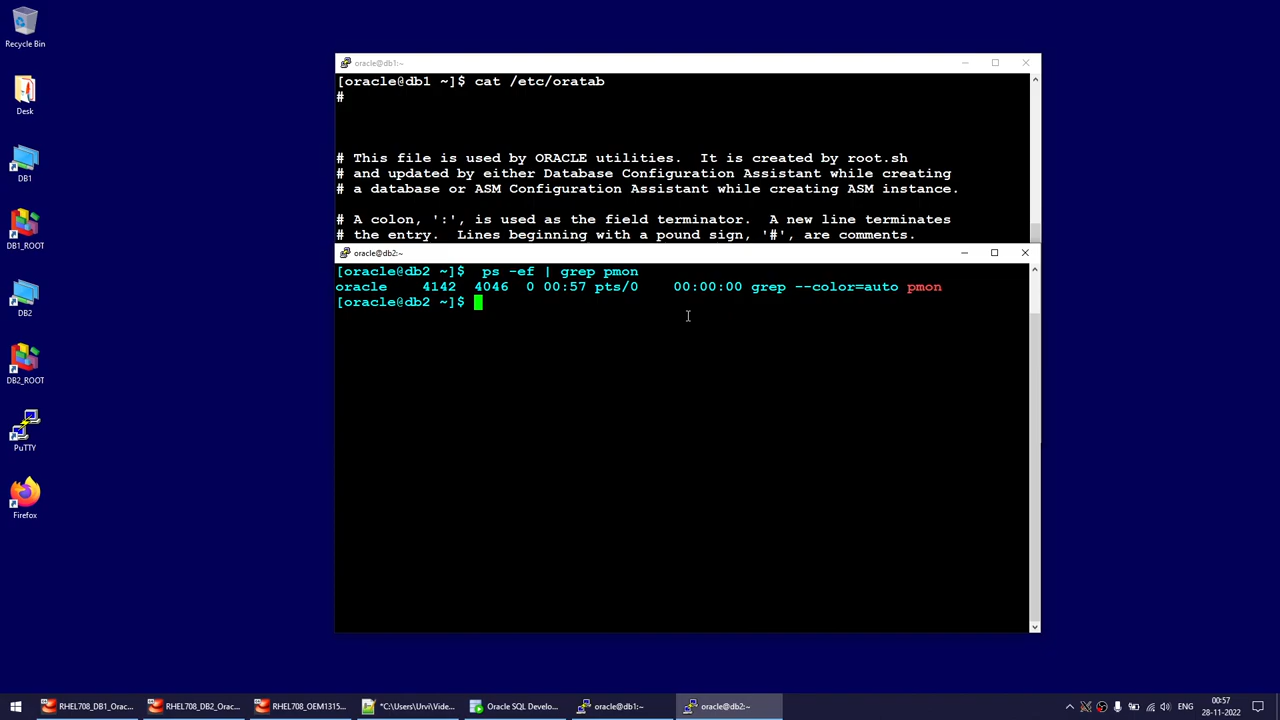 Recycle Bin
Desk
DB1
DB1_ROOT
DB2
DB2_ROOT
PuTTY
Firefox
oracle@db1:~
[oracle@db1 ~]$ cat /etc/oratab
#
# This file is used by ORACLE utilities.  It is created by root.sh
# and updated by either Database Configuration Assistant while creating
# a database or ASM Configuration Assistant while creating ASM instance.
# A colon, ':', is used as the field terminator.  A new line terminates
# the entry.  Lines beginning with a pound sign, '#', are comments.
oracle@db2:~
[oracle@db2 ~]$  ps -ef | grep pmon
oracle    4142  4046  0 00:57 pts/0    00:00:00 grep --color=auto pmon
[oracle@db2 ~]$
RHEL708_DB1_Orac...
RHEL708_DB2_Orac...
RHEL708_OEM1315...
*C:\Users\Urvi\Vide...
Oracle SQL Develo...
oracle@db1:~
oracle@db2:~
ENG
00:57
28-11-2022